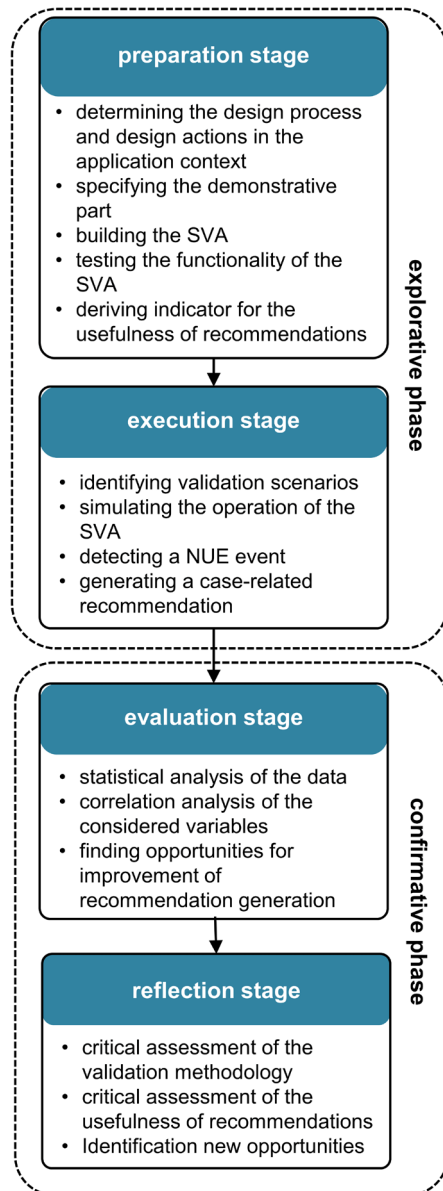 preparation stage
• determining the design process
and design actions in the
application context
• specifying the demonstrative
part
• building the SVA
• testing the functionality of the
SVA
• deriving indicator for the
usefulness of recommendations
explorative phase
execution stage
• identifying validation scenarios
• simulating the operation of the
SVA
• detecting a NUE event
• generating a case-related
recommendation
evaluation stage
• statistical analysis of the data
• correlation analysis of the
considered variables
• finding opportunities for
improvement of
recommendation generation
confirmative phase
reflection stage
• critical assessment of the
validation methodology
• critical assessment of the
usefulness of recommendations
• Identification new opportunities